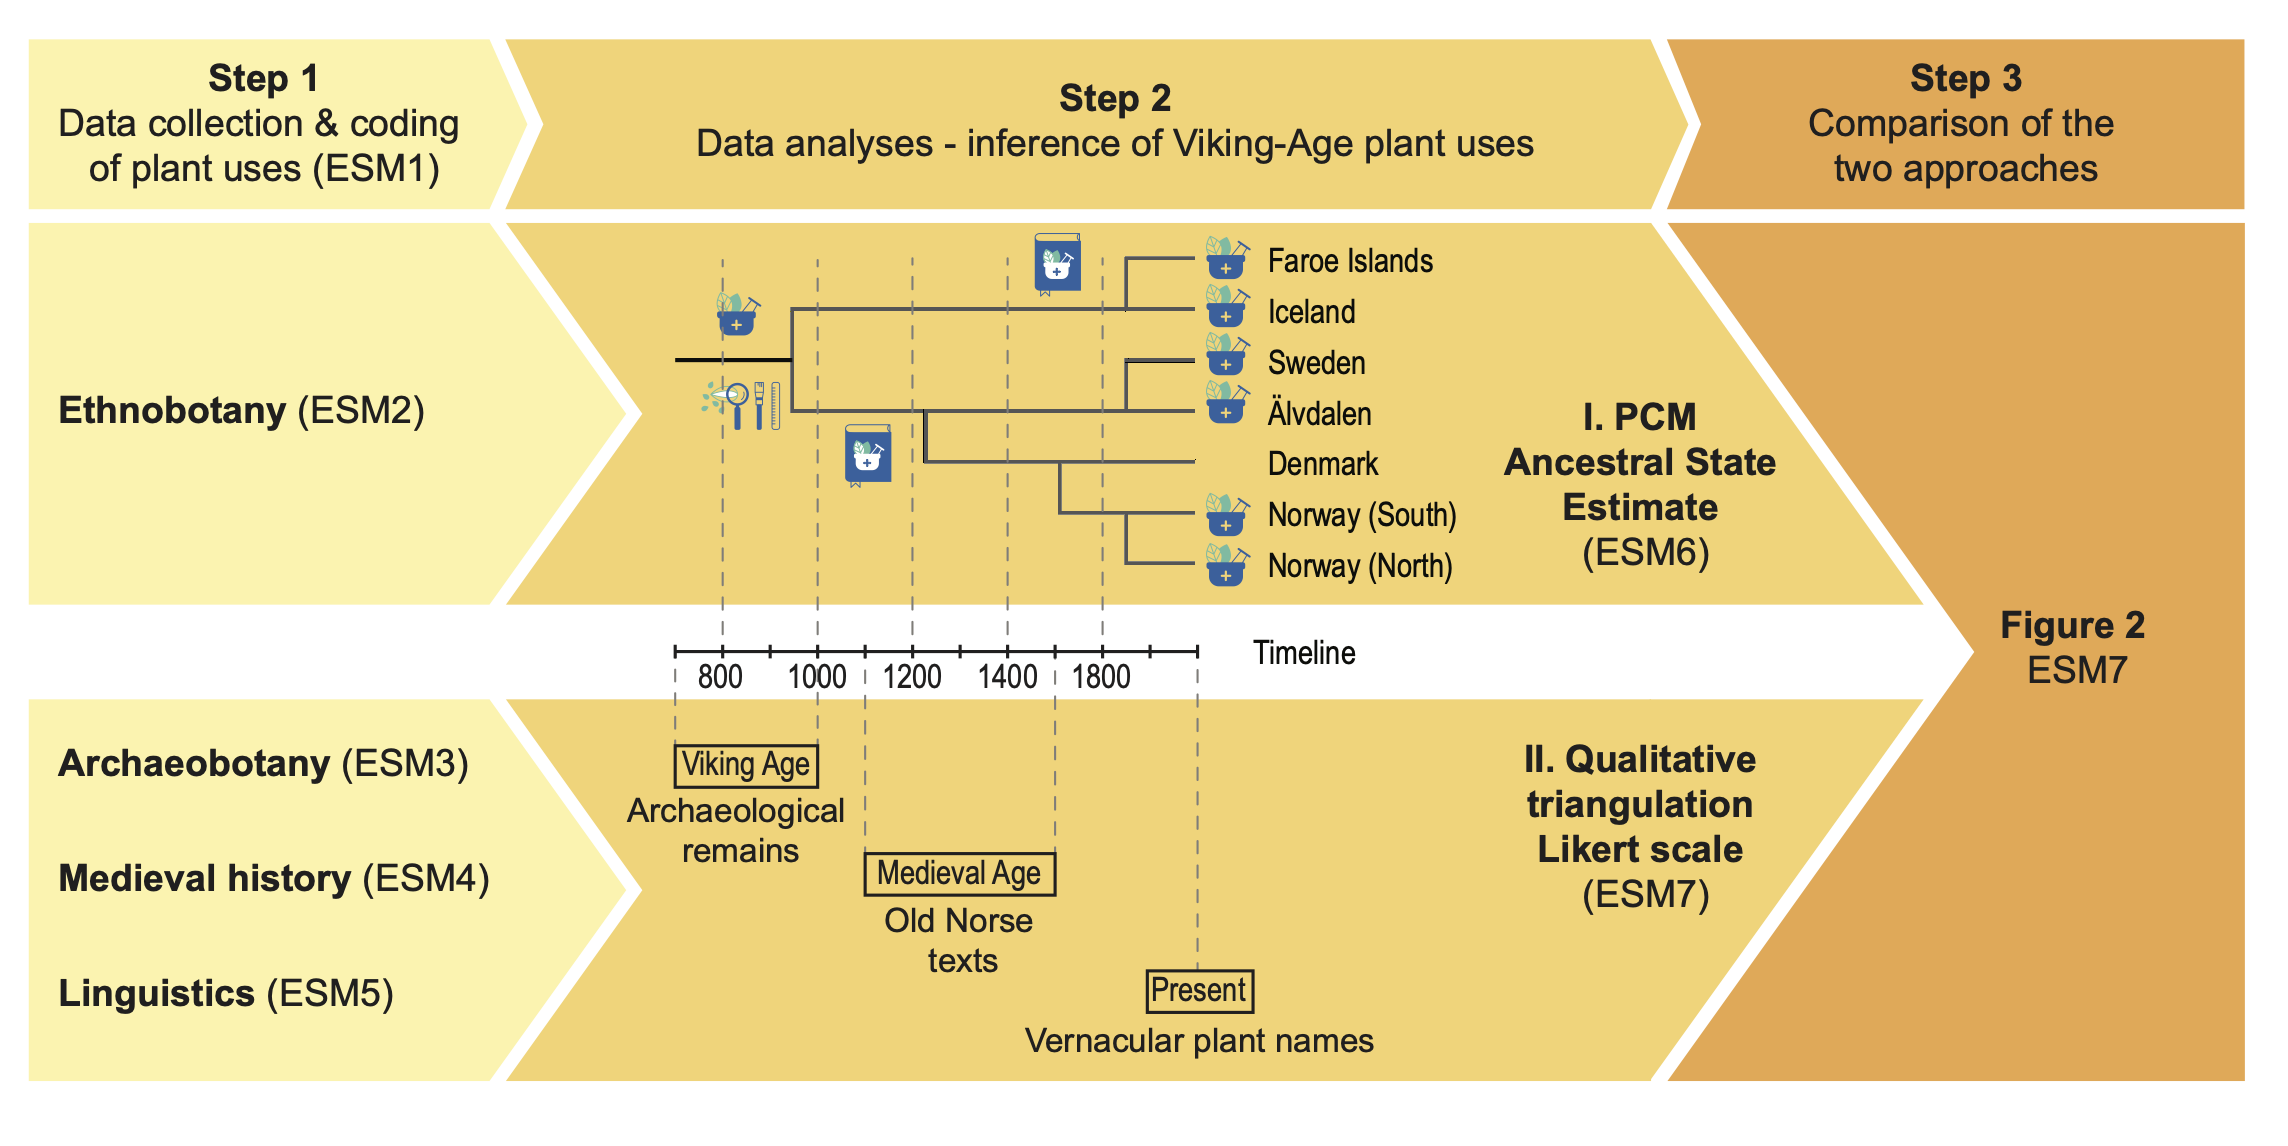 Step 1
Data collection & coding
of plant uses (ESM1)
Step 2
Data analyses - inference of Viking-Age plant uses
Step 3
Comparison of the
two approaches
Ethnobotany (ESM2)
Faroe Islands
Iceland
Sweden
Älvdalen
Denmark
Norway (South)
Norway (North)
I. PCM
Ancestral State
Estimate
(ESM6)
800 1000 1200 1400 1800
Timeline
Figure 2
ESM7
Archaeobotany (ESM3)
Medieval history (ESM4)
Linguistics (ESM5)
Viking Age
Archaeological
remains
Medieval Age
Old Norse
texts
Present
Vernacular plant names
II. Qualitative
triangulation
Likert scale
(ESM7)